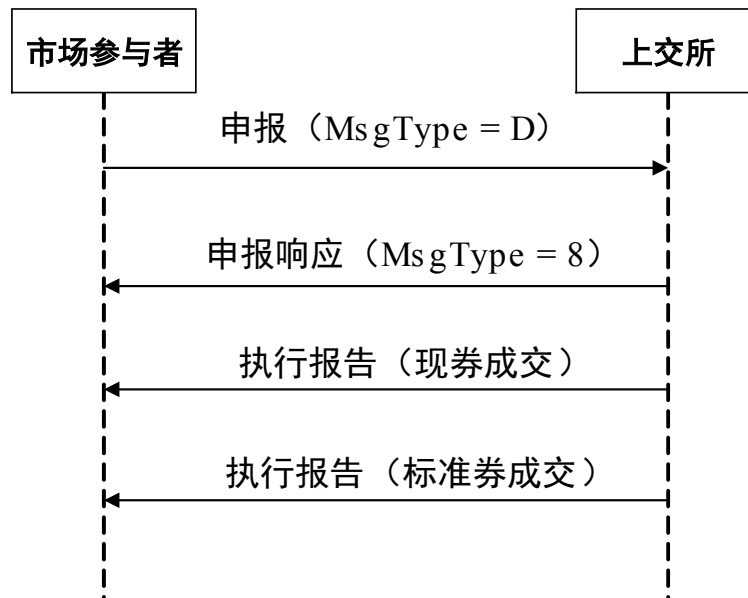 市场参与者
上交所
申报（MsgType = D）
申报响应（MsgType = 8）
执行报告（现券成交）
执行报告（标准券成交）